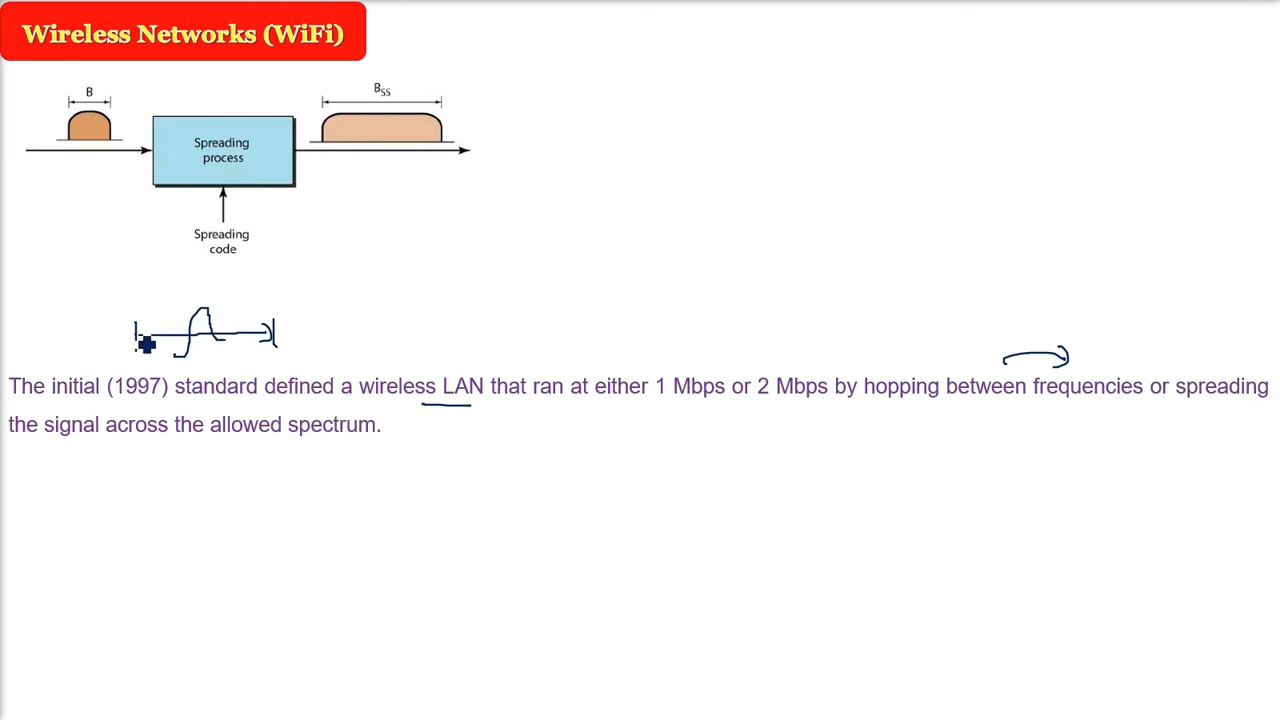 Wireless Networks (WiFi)
B
B_SS
Spreading
process
Spreading
code
The initial (1997) standard defined a wireless LAN that ran at either 1 Mbps or 2 Mbps by hopping between frequencies or spreading
the signal across the allowed spectrum.